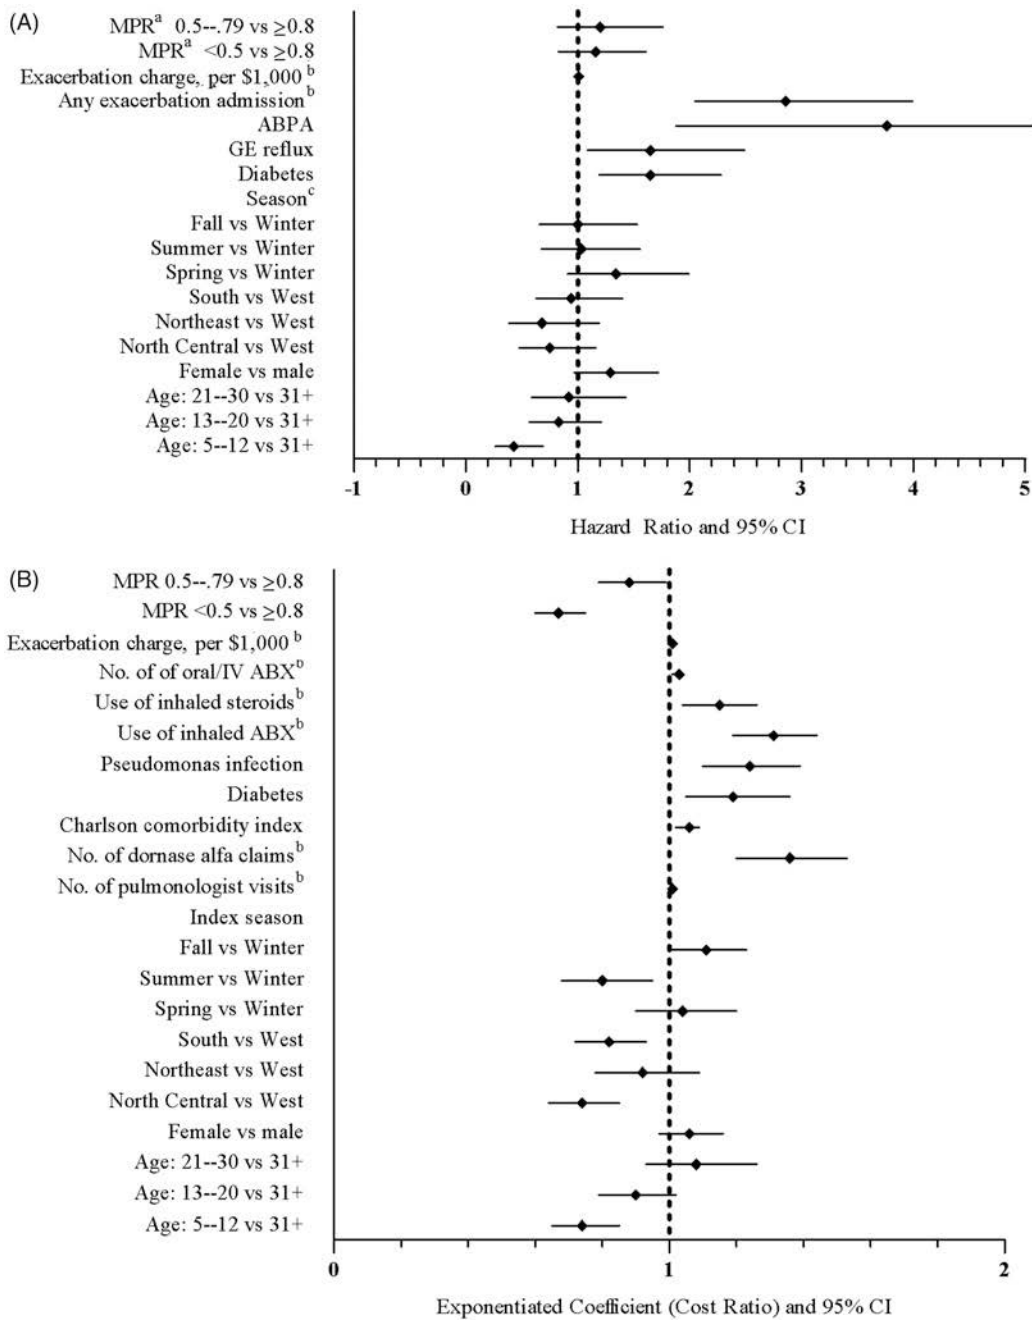 (A)
MPRa 0.5--.79 vs ≥0.8
MPRa <0.5 vs ≥0.8
Exacerbation charge, per $1,000 b
Any exacerbation admissionb
ABPA
GE reflux
Diabetes
Seasonc
Fall vs Winter
Summer vs Winter
Spring vs Winter
South vs West
Northeast vs West
North Central vs West
Female vs male
Age: 21--30 vs 31+
Age: 13--20 vs 31+
Age: 5--12 vs 31+
-1 0 1 2 3 4 5
Hazard Ratio and 95% CI
(B)
MPR 0.5--.79 vs ≥0.8
MPR <0.5 vs ≥0.8
Exacerbation charge, per $1,000 b
No. of of oral/IV ABXb
Use of inhaled steroidsb
Use of inhaled ABXb
Pseudomonas infection
Diabetes
Charlson comorbidity index
No. of dornase alfa claimsb
No. of pulmonologist visitsb
Index season
Fall vs Winter
Summer vs Winter
Spring vs Winter
South vs West
Northeast vs West
North Central vs West
Female vs male
Age: 21--30 vs 31+
Age: 13--20 vs 31+
Age: 5--12 vs 31+
0 1 2
Exponentiated Coefficient (Cost Ratio) and 95% CI